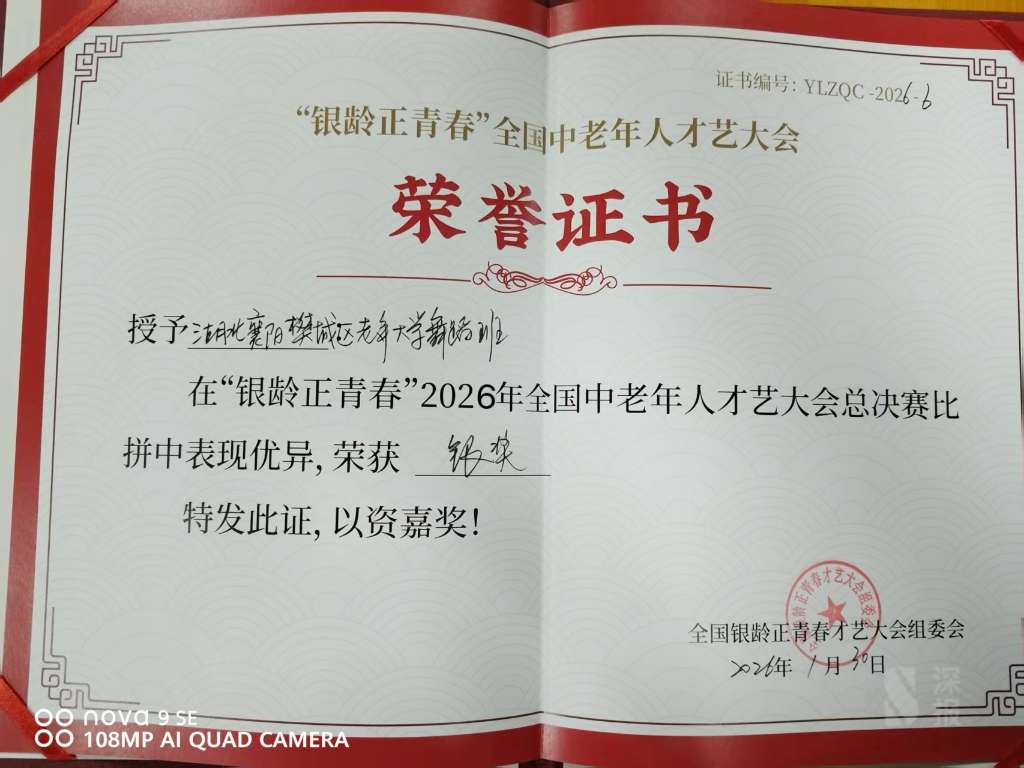 证书编号：YLZQC -2026-6
“银龄正青春”全国中老年人才艺大会
荣誉证书
授予 湖北襄阳樊城区老年大学舞蹈班
在“银龄正青春”2026年全国中老年人才艺大会总决赛比
拼中表现优异, 荣获 银奖
特发此证, 以资嘉奖!
全国银龄正青春才艺大会组委会
2026年 1月 30日
nova 9 SE
108MP AI QUAD CAMERA
深